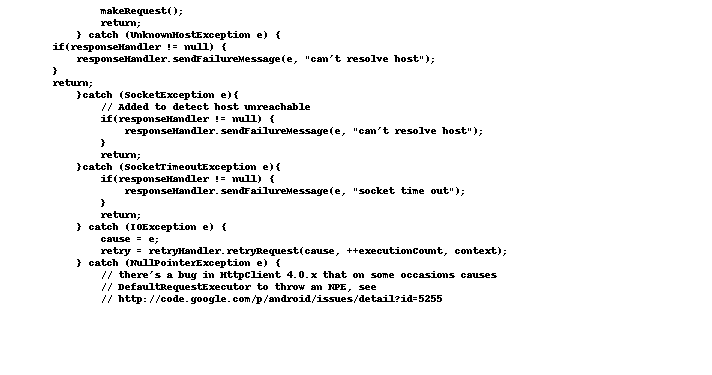 makeRequest();
return;
} catch (UnknownHostException e) {
if(responseHandler != null) {
responseHandler.sendFailureMessage(e, "can't resolve host");
}
return;
}catch (SocketException e){
// Added to detect host unreachable
if(responseHandler != null) {
responseHandler.sendFailureMessage(e, "can't resolve host");
}
return;
}catch (SocketTimeoutException e){
if(responseHandler != null) {
responseHandler.sendFailureMessage(e, "socket time out");
}
return;
} catch (IOException e) {
cause = e;
retry = retryHandler.retryRequest(cause, ++executionCount, context);
} catch (NullPointerException e) {
// there's a bug in HttpClient 4.0.x that on some occasions causes
// DefaultRequestExecutor to throw an NPE, see
// http://code.google.com/p/android/issues/detail?id=5255